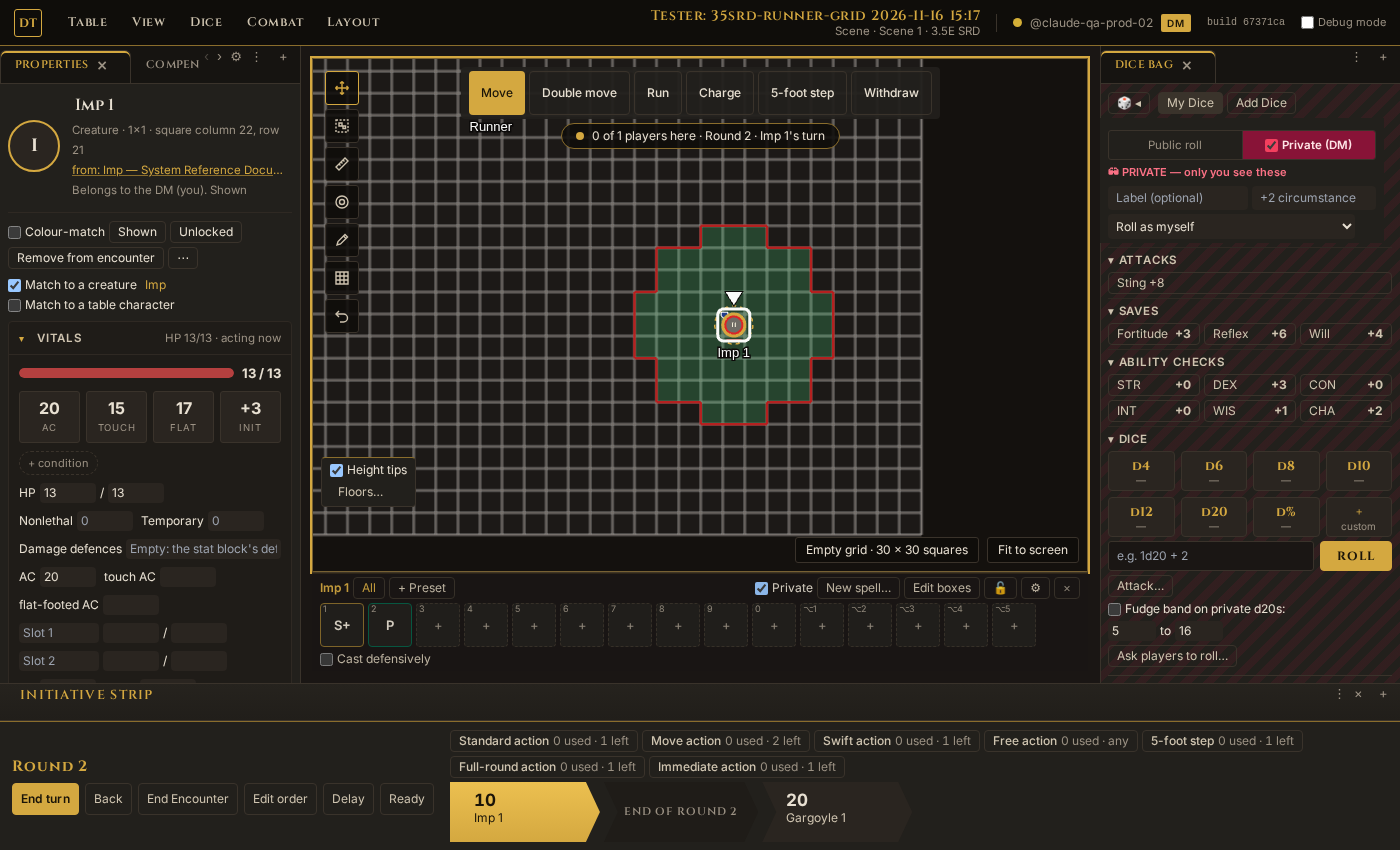 DT TABLE VIEW DICE COMBAT LAYOUT
TESTER: 35SRD-RUNNER-GRID 2026-11-16 15:17
Scene · Scene 1 · 3.5E SRD
@claude-qa-prod-02 DM build 67371ca Debug mode
PROPERTIES × COMPEN ‹ › ⚙ ⋮ +
IMP 1
I
Creature · 1×1 · square column 22, row
21
from: Imp — System Reference Docu…
Belongs to the DM (you). Shown
Colour-match Shown Unlocked
Remove from encounter ···
Match to a creature Imp
Match to a table character
▾ VITALS HP 13/13 · acting now
13 / 13
20 15 17 +3
AC TOUCH FLAT INIT
+ condition
HP 13 / 13
Nonlethal 0 Temporary 0
Damage defences Empty: the stat block's def
AC 20 touch AC
flat-footed AC
Slot 1 /
Slot 2 /
Move Double move Run Charge 5-foot step Withdraw
Runner
0 of 1 players here · Round 2 · Imp 1's turn
Imp 1
Height tips
Floors…
Empty grid · 30 × 30 squares Fit to screen
Imp 1 All + Preset Private New spell… Edit boxes ⚙ ×
1 2 3 4 5 6 7 8 9 0 ⌥1 ⌥2 ⌥3 ⌥4 ⌥5
S+ P + + + + + + + + + + + + +
Cast defensively
DICE BAG × ⋮ +
◂ My Dice Add Dice
Public roll Private (DM)
PRIVATE — only you see these
Label (optional) +2 circumstance
Roll as myself
▾ ATTACKS
Sting +8
▾ SAVES
Fortitude +3 Reflex +6 Will +4
▾ ABILITY CHECKS
STR +0 DEX +3 CON +0
INT +0 WIS +1 CHA +2
▾ DICE
D4 D6 D8 D10
— — — —
D12 D20 D% +
— — — custom
e.g. 1d20 + 2 ROLL
Attack…
Fudge band on private d20s:
5 to 16
Ask players to roll…
INITIATIVE STRIP ⋮ × +
ROUND 2
End turn Back End Encounter Edit order Delay Ready
Standard action 0 used · 1 left Move action 0 used · 2 left Swift action 0 used · 1 left Free action 0 used · any 5-foot step 0 used · 1 left
Full-round action 0 used · 1 left Immediate action 0 used · 1 left
10
Imp 1
END OF ROUND 2
20
Gargoyle 1